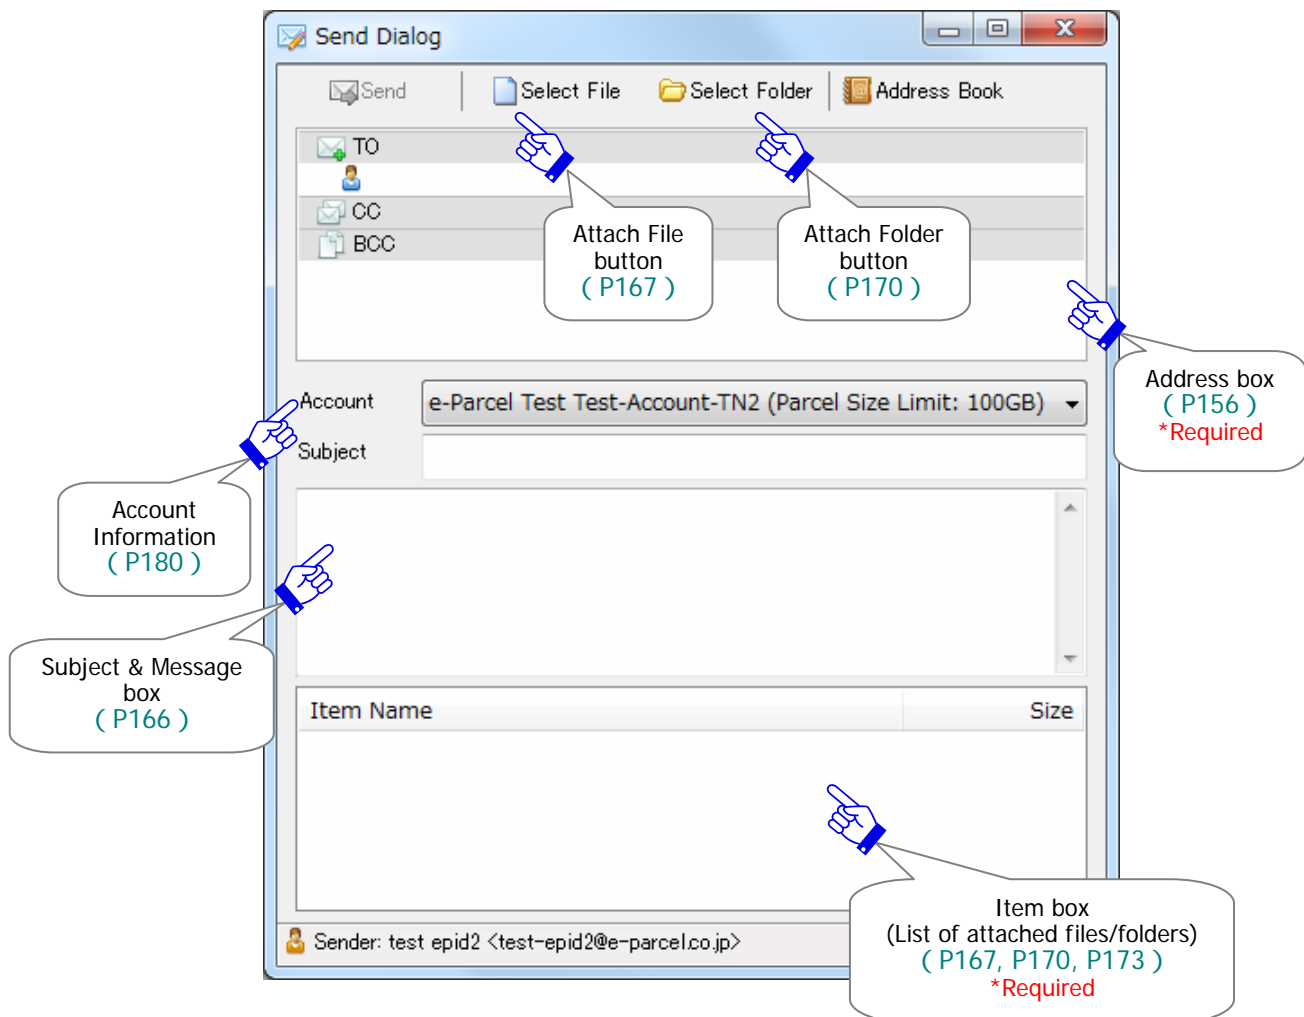 Send Dialog
Send
Select File
Select Folder
Address Book
TO
CC
BCC
Attach File
button
( P167 )
Attach Folder
button
( P170 )
Address box
( P156 )
*Required
Account
e-Parcel Test Test-Account-TN2 (Parcel Size Limit: 100GB)
Subject
Account
Information
( P180 )
Subject & Message
box
( P166 )
Item Name
Size
Item box
(List of attached files/folders)
( P167, P170, P173 )
*Required
Sender: test epid2 <test-epid2@e-parcel.co.jp>